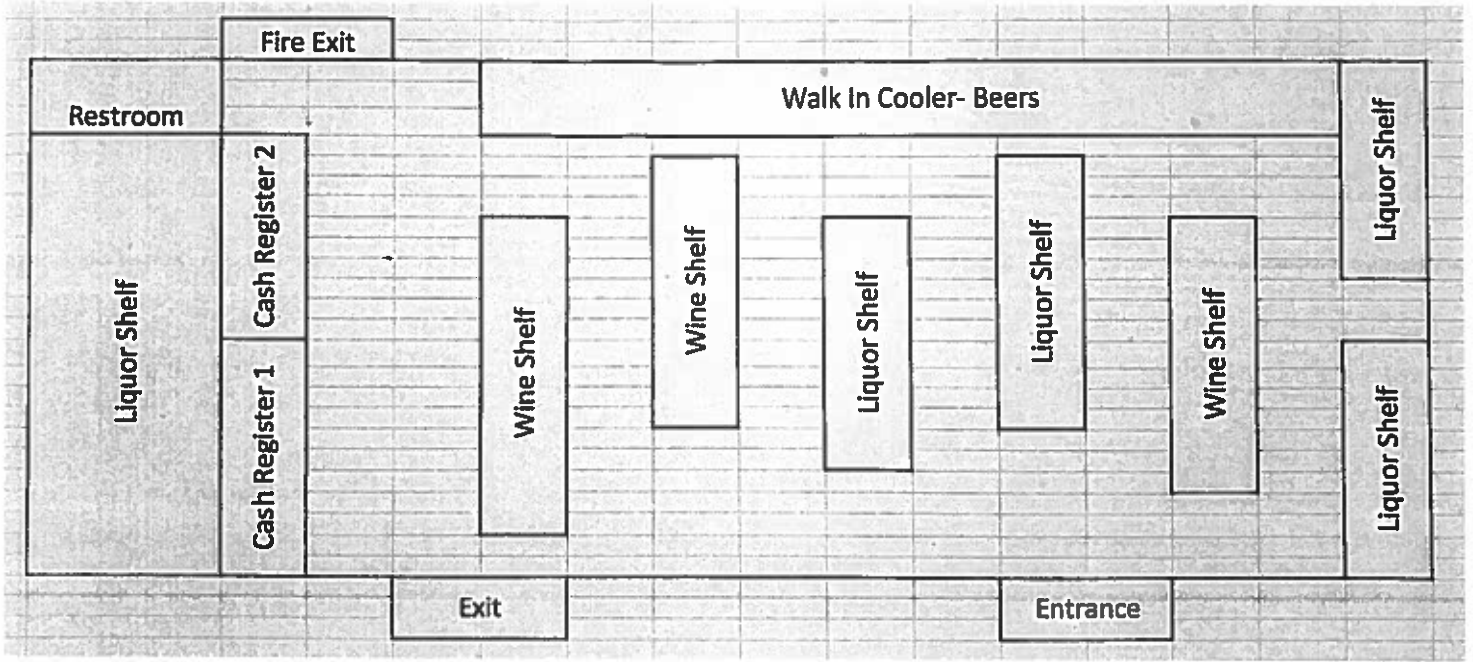 Fire Exit
Restroom
Walk In Cooler- Beers
Liquor Shelf
Cash Register 2
Cash Register 1
Liquor Shelf
Wine Shelf
Wine Shelf
Liquor Shelf
Liquor Shelf
Wine Shelf
Liquor Shelf
Exit
Entrance